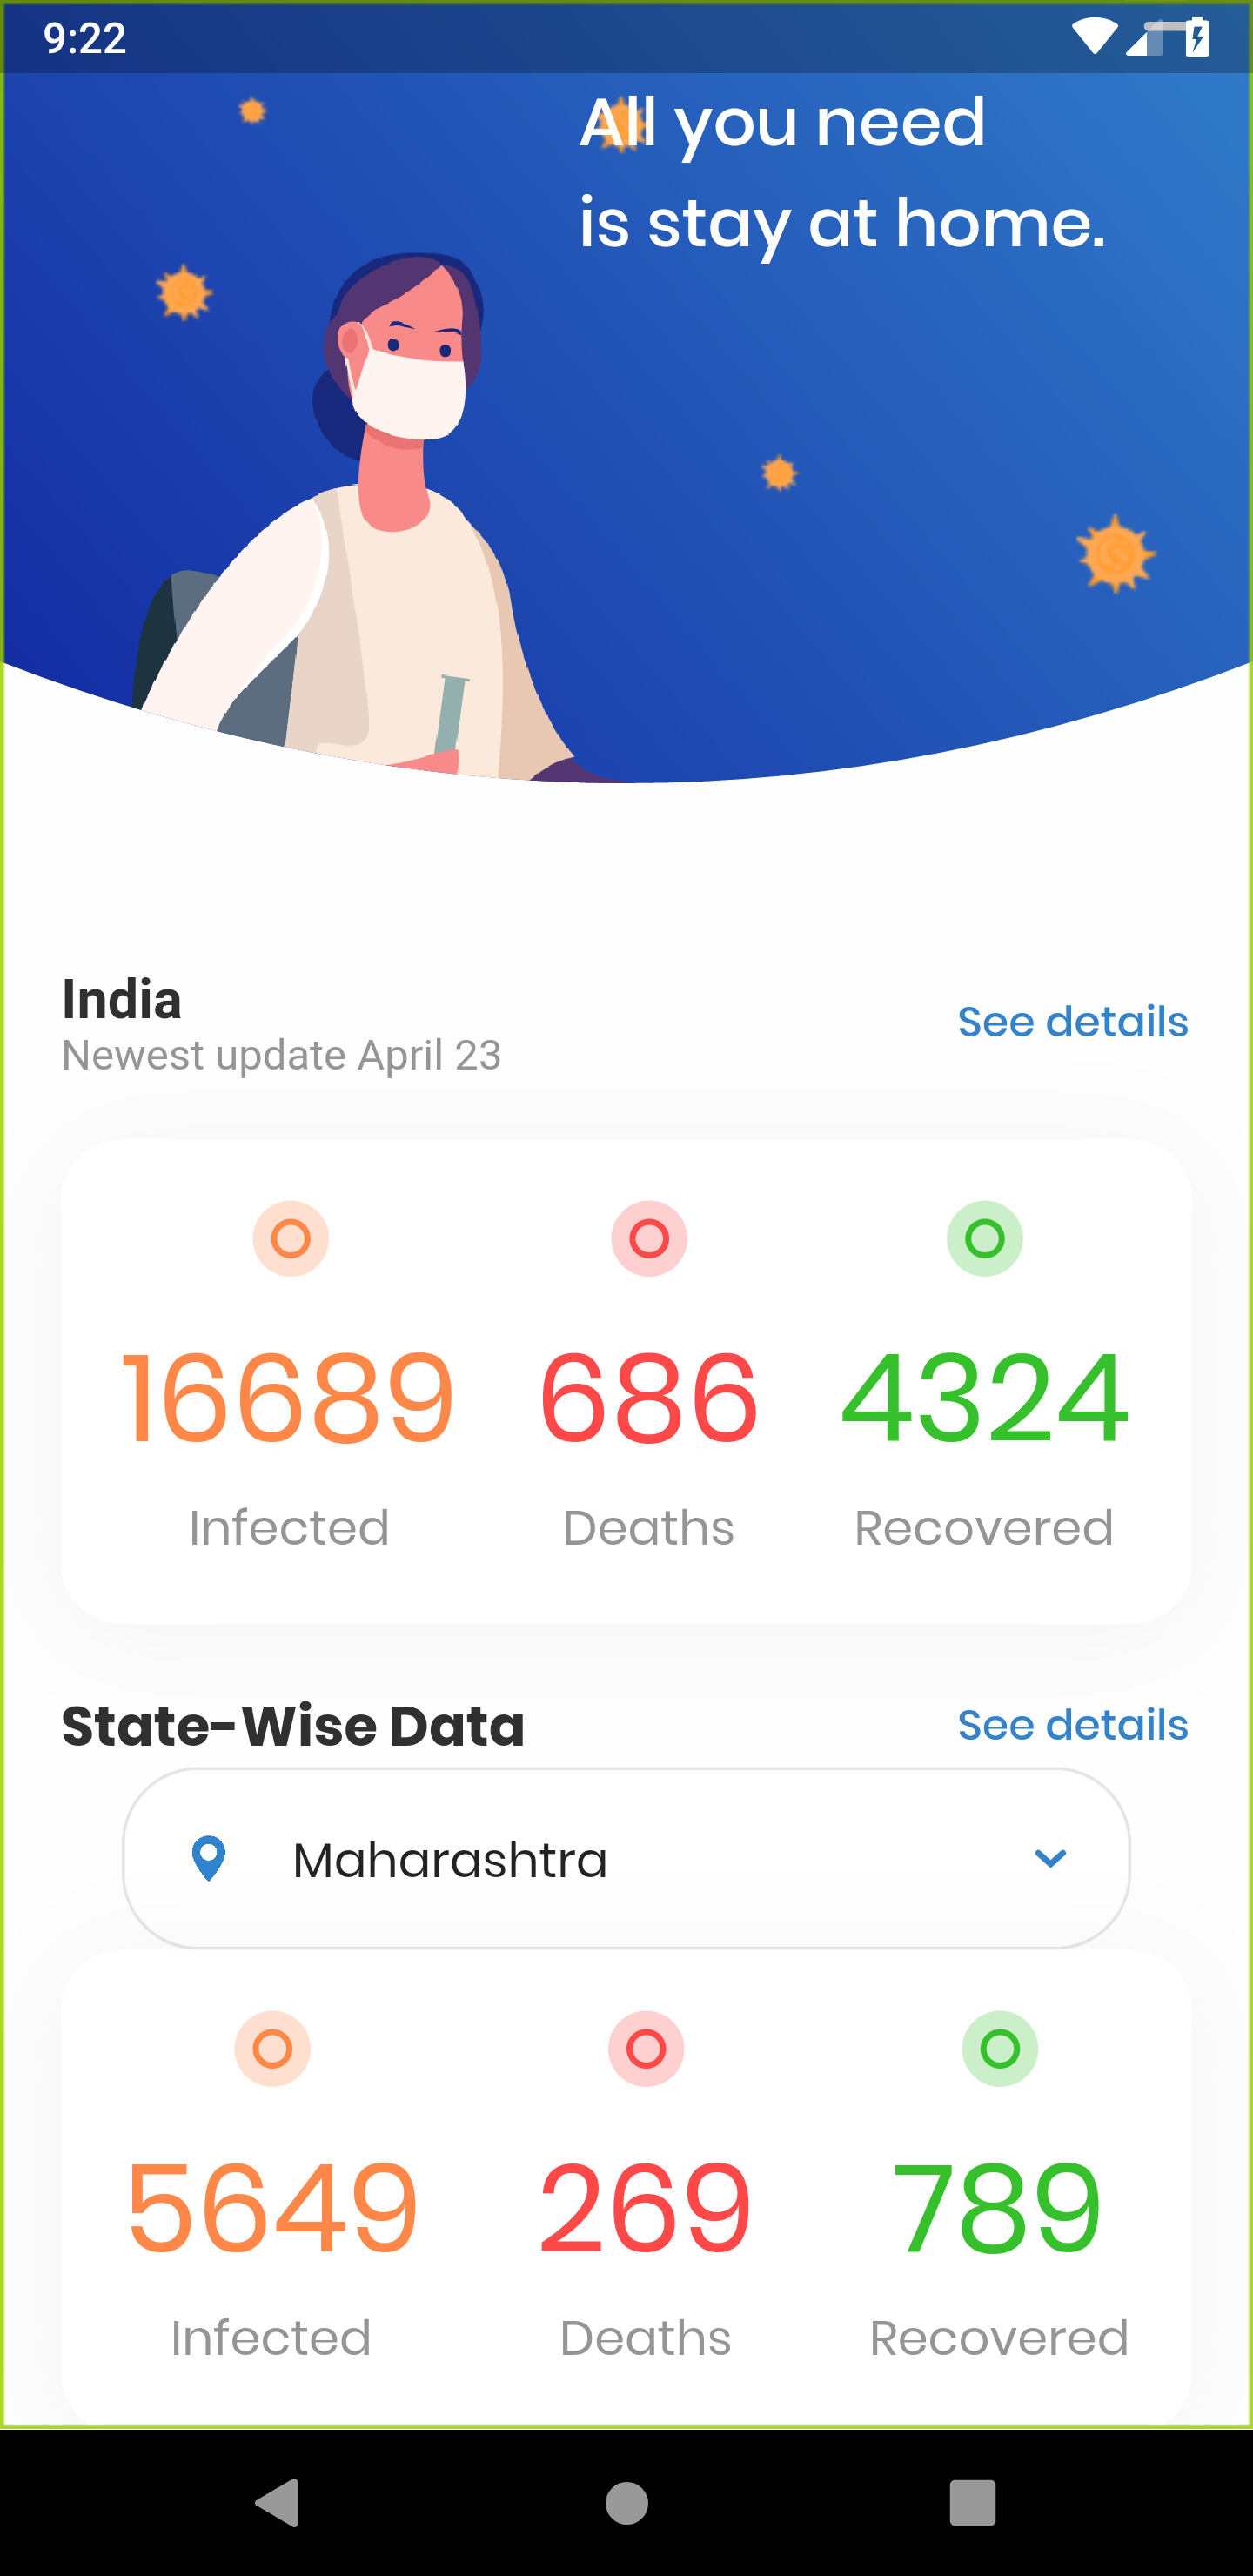 9:22
All you need
is stay at home.
India
See details
Newest update April 23
16689 686 4324
Infected Deaths Recovered
State-Wise Data See details
Maharashtra
5649 269 789
Infected Deaths Recovered